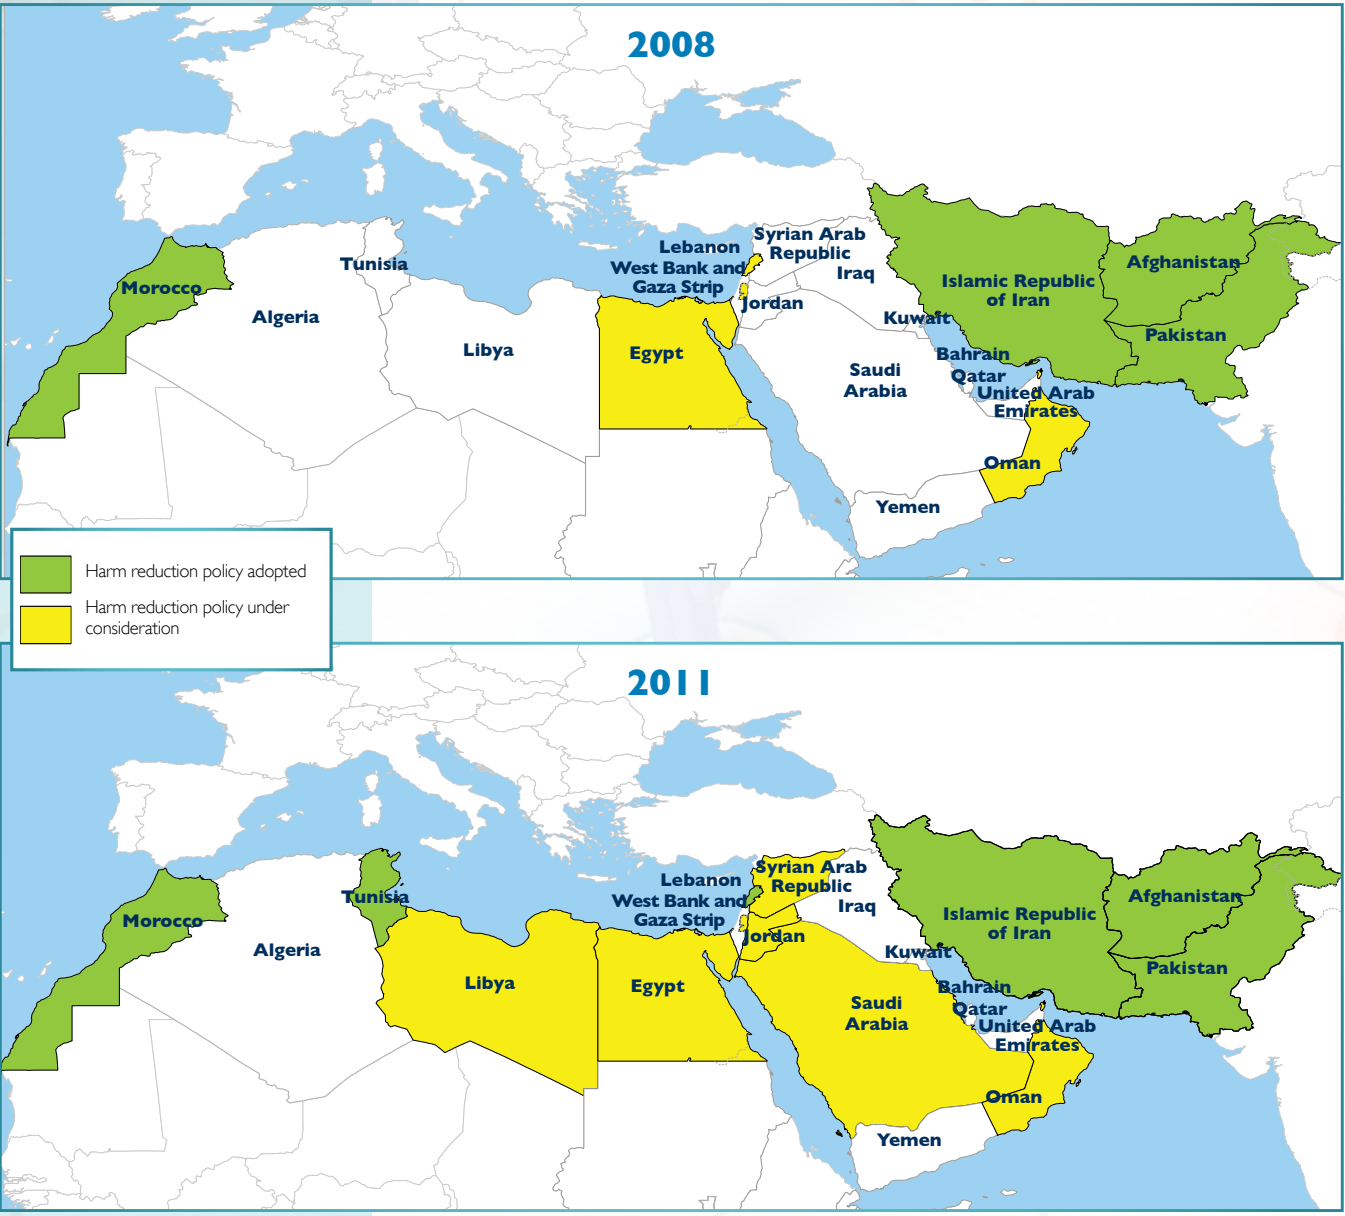 2008
Syrian Arab
Republic
Lebanon
West Bank and
Gaza Strip
Iraq
Tunisia
Morocco
Afghanistan
Islamic Republic
of Iran
Jordan
Algeria
Kuwait
Pakistan
Libya
Egypt
Bahrain
Saudi
Arabia
Qatar
United Arab
Emirates
Oman
Yemen
Harm reduction policy adopted
Harm reduction policy under
consideration
2011
Syrian Arab
Republic
Lebanon
West Bank and
Gaza Strip
Iraq
Tunisia
Morocco
Afghanistan
Islamic Republic
of Iran
Jordan
Algeria
Kuwait
Pakistan
Libya
Egypt
Bahrain
Saudi
Arabia
Qatar
United Arab
Emirates
Oman
Yemen